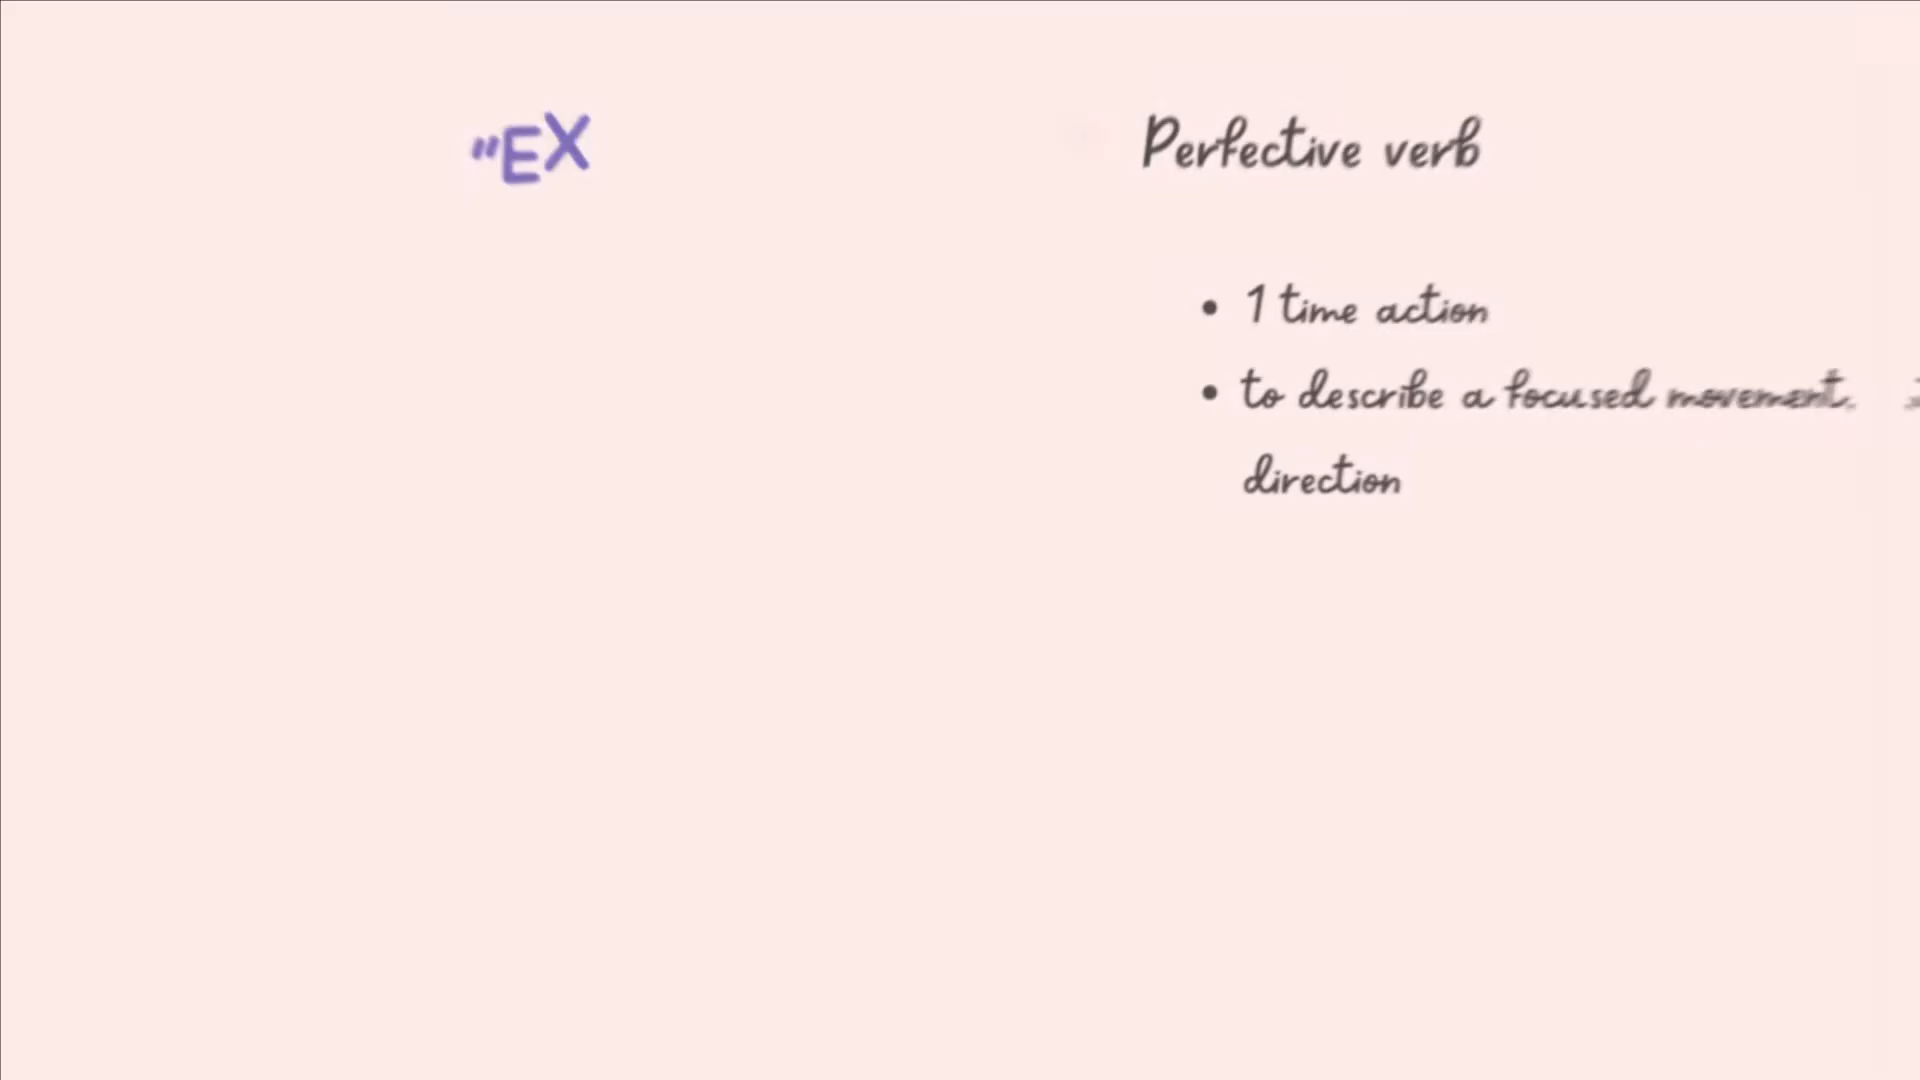 "EX
Perfective verb
• 1 time action
• to describe a focused movement,
direction